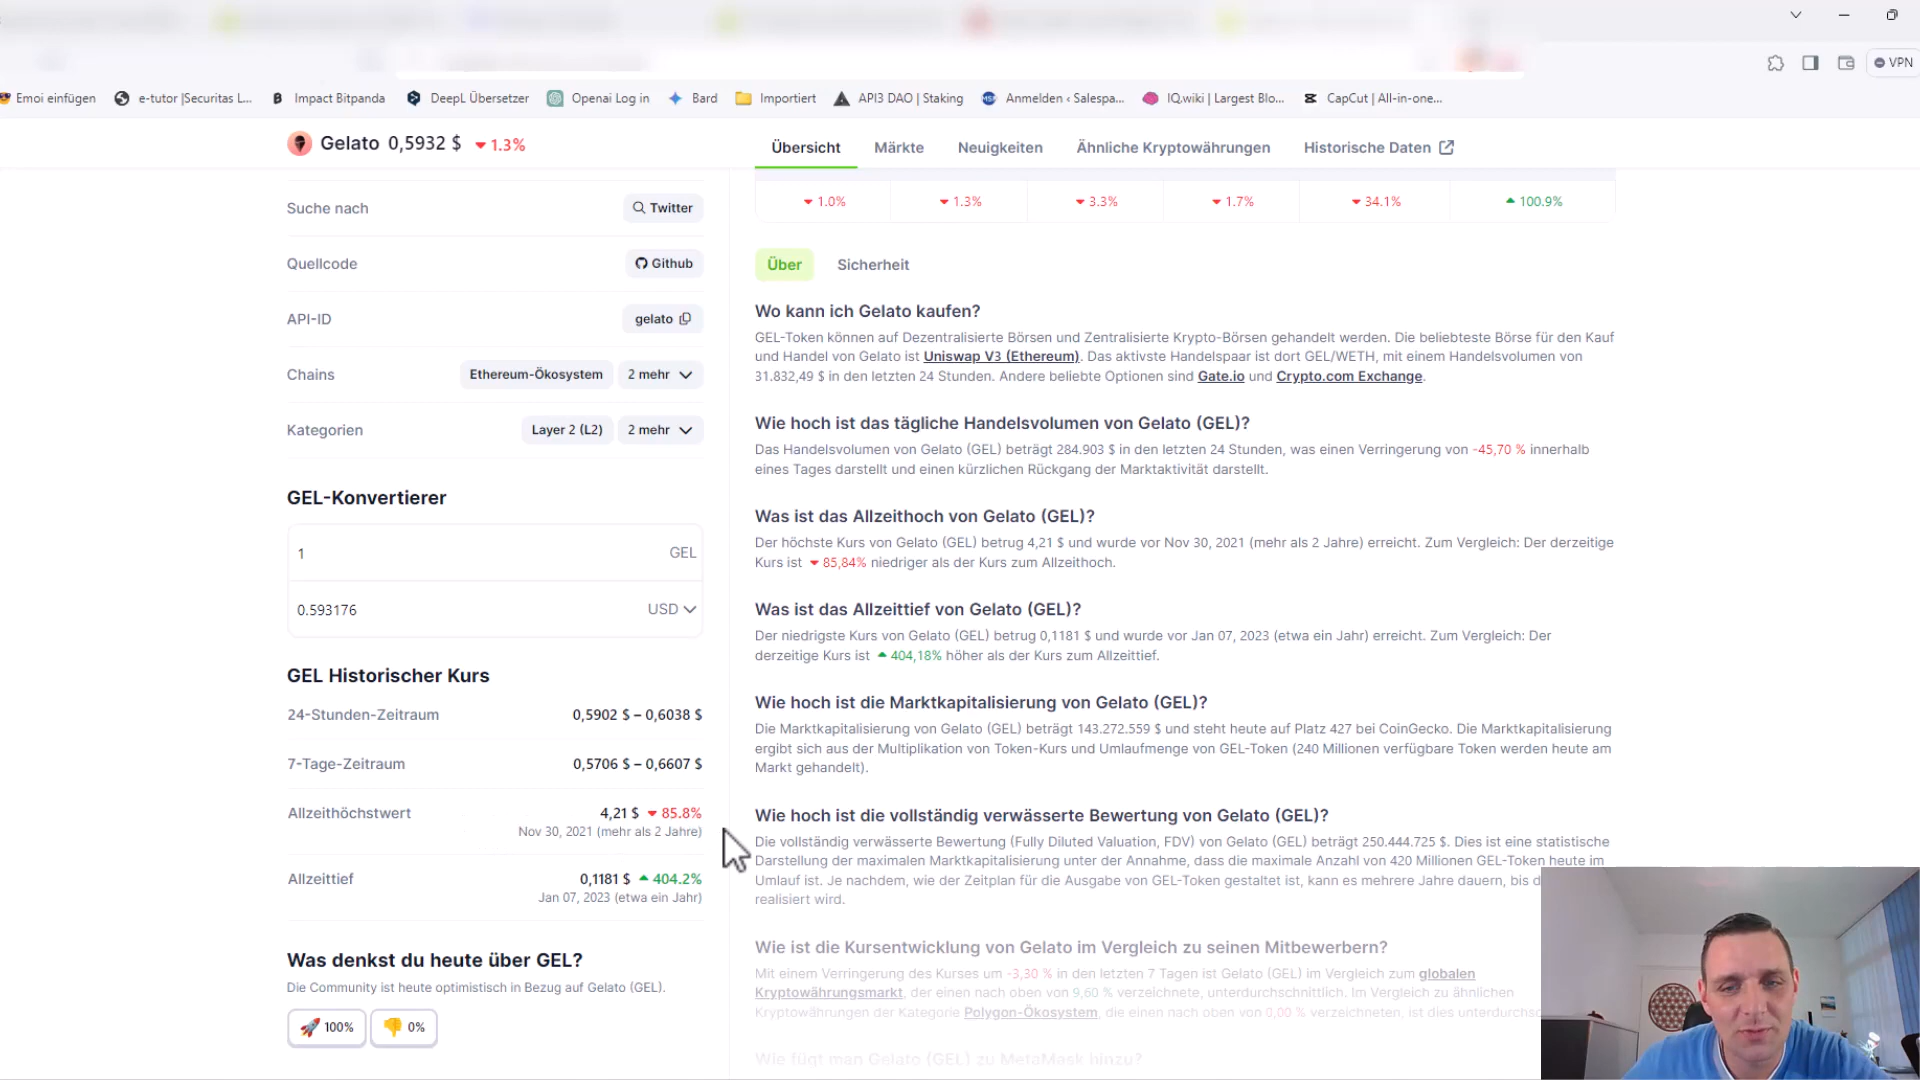 VPN
Emoi einfügen
e-tutor |Securitas L...
Impact Bitpanda
DeepL Übersetzer
Openai Log in
Bard
Importiert
API3 DAO | Staking
Anmelden ‹ Salespa...
IQ.wiki | Largest Blo...
CapCut | All-in-one...
Gelato 0,5932 $ 1.3%
Übersicht
Märkte
Neuigkeiten
Ähnliche Kryptowährungen
Historische Daten
Suche nach
Twitter
Quellcode
Github
API-ID
gelato
Chains
Ethereum-Ökosystem
2 mehr
Kategorien
Layer 2 (L2)
2 mehr
GEL-Konvertierer
1
GEL
0.593176
USD
GEL Historischer Kurs
24-Stunden-Zeitraum
0,5902 $ – 0,6038 $
7-Tage-Zeitraum
0,5706 $ – 0,6607 $
Allzeithöchstwert
4,21 $ 85.8%
Nov 30, 2021 (mehr als 2 Jahre)
Allzeittief
0,1181 $ 404.2%
Jan 07, 2023 (etwa ein Jahr)
Was denkst du heute über GEL?
Die Community ist heute optimistisch in Bezug auf Gelato (GEL).
100%
0%
1.0%
1.3%
3.3%
1.7%
34.1%
100.9%
Über
Sicherheit
Wo kann ich Gelato kaufen?
GEL-Token können auf Dezentralisierte Börsen und Zentralisierte Krypto-Börsen gehandelt werden. Die beliebteste Börse für den Kauf
und Handel von Gelato ist Uniswap V3 (Ethereum). Das aktivste Handelspaar ist dort GEL/WETH, mit einem Handelsvolumen von
31.832,49 $ in den letzten 24 Stunden. Andere beliebte Optionen sind Gate.io und Crypto.com Exchange.
Wie hoch ist das tägliche Handelsvolumen von Gelato (GEL)?
Das Handelsvolumen von Gelato (GEL) beträgt 284.903 $ in den letzten 24 Stunden, was einen Verringerung von -45,70 % innerhalb
eines Tages darstellt und einen kürzlichen Rückgang der Marktaktivität darstellt.
Was ist das Allzeithoch von Gelato (GEL)?
Der höchste Kurs von Gelato (GEL) betrug 4,21 $ und wurde vor Nov 30, 2021 (mehr als 2 Jahre) erreicht. Zum Vergleich: Der derzeitige
Kurs ist 85,84% niedriger als der Kurs zum Allzeithoch.
Was ist das Allzeittief von Gelato (GEL)?
Der niedrigste Kurs von Gelato (GEL) betrug 0,1181 $ und wurde vor Jan 07, 2023 (etwa ein Jahr) erreicht. Zum Vergleich: Der
derzeitige Kurs ist 404,18% höher als der Kurs zum Allzeittief.
Wie hoch ist die Marktkapitalisierung von Gelato (GEL)?
Die Marktkapitalisierung von Gelato (GEL) beträgt 143.272.559 $ und steht heute auf Platz 427 bei CoinGecko. Die Marktkapitalisierung
ergibt sich aus der Multiplikation von Token-Kurs und Umlaufmenge von GEL-Token (240 Millionen verfügbare Token werden heute am
Markt gehandelt).
Wie hoch ist die vollständig verwässerte Bewertung von Gelato (GEL)?
Die vollständig verwässerte Bewertung (Fully Diluted Valuation, FDV) von Gelato (GEL) beträgt 250.444.725 $. Dies ist eine statistische
Darstellung der maximalen Marktkapitalisierung unter der Annahme, dass die maximale Anzahl von 420 Millionen GEL-Token heute im
Umlauf ist. Je nachdem, wie der Zeitplan für die Ausgabe von GEL-Token gestaltet ist, kann es mehrere Jahre dauern, bis
realisiert wird.
Wie ist die Kursentwicklung von Gelato im Vergleich zu seinen Mitbewerbern?
Mit einem Verringerung des Kurses um -3,30 % in den letzten 7 Tagen ist Gelato (GEL) im Vergleich zum globalen
Kryptowährungsmarkt, der einen nach oben von 9,60 % verzeichnete, unterdurchschnittlich. Im Vergleich zu ähnlichen
Kryptowährungen der Kategorie Polygon-Ökosystem, die einen nach oben von 0,00 % verzeichneten, ist dies
Wie fügt man Gelato (GEL) zu MetaMask hinzu?